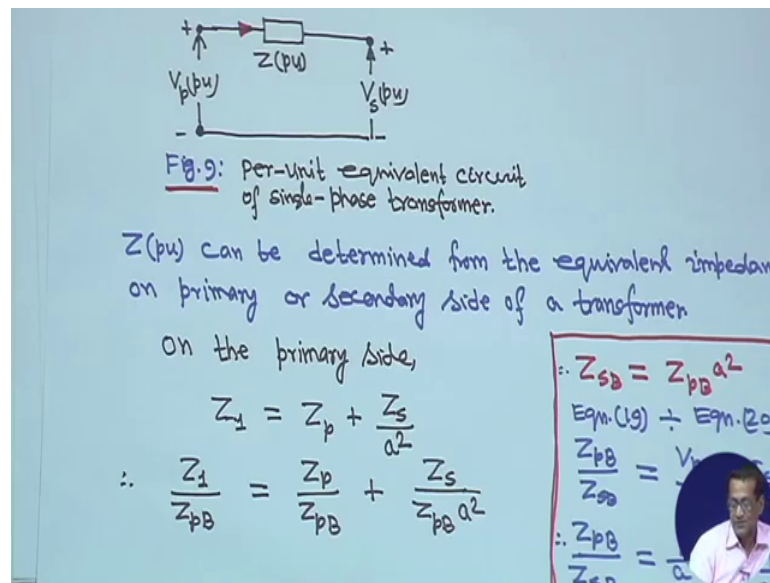 + +
Z(pu)
Vp(pu) Vs(pu)
- -
Fig.9: per-unit equivalent circuit
of single-phase transformer.
Z(pu) can be determined from the equivalent
on primary or secondary side of a transformer
On the primary side,
Z1 = Zp + Zs/a²
∴ Z1/ZpB = Zp/ZpB + Zs/(ZpB a²)
∴ ZsB = ZpB a²
Eqn.(19) ÷ Eqn.
ZpB/ZsB =
∴ ZpB/ZsB =